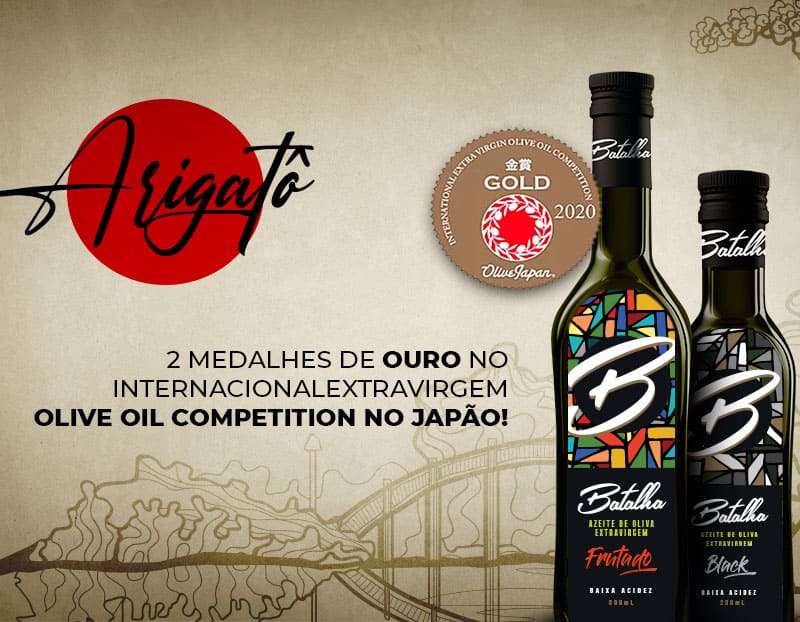 Arigatô
INTERNATIONAL EXTRA VIRGIN OLIVE OIL COMPETITION
金賞
GOLD
2020
OliveJapan®
2 MEDALHES DE OURO NO
INTERNACIONALEXTRAVIRGEM
OLIVE OIL COMPETITION NO JAPÃO!
Batalha
B
Batalha
AZEITE DE OLIVA
EXTRAVIRGEM
Frutado
BAIXA ACIDEZ
Batalha
B
Batalha
AZEITE DE OLIVA
EXTRAVIRGEM
Black
BAIXA ACIDEZ